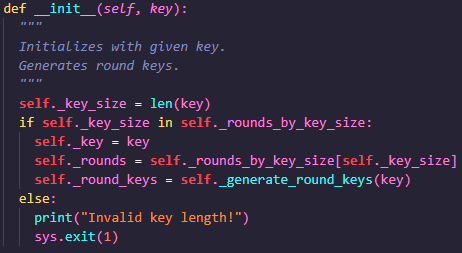 def __init__(self, key):
  """
  Initializes with given key.
  Generates round keys.
  """
  self._key_size = len(key)
  if self._key_size in self._rounds_by_key_size:
    self._key = key
    self._rounds = self._rounds_by_key_size[self._key_size]
    self._round_keys = self._generate_round_keys(key)
  else:
    print("Invalid key length!")
    sys.exit(1)